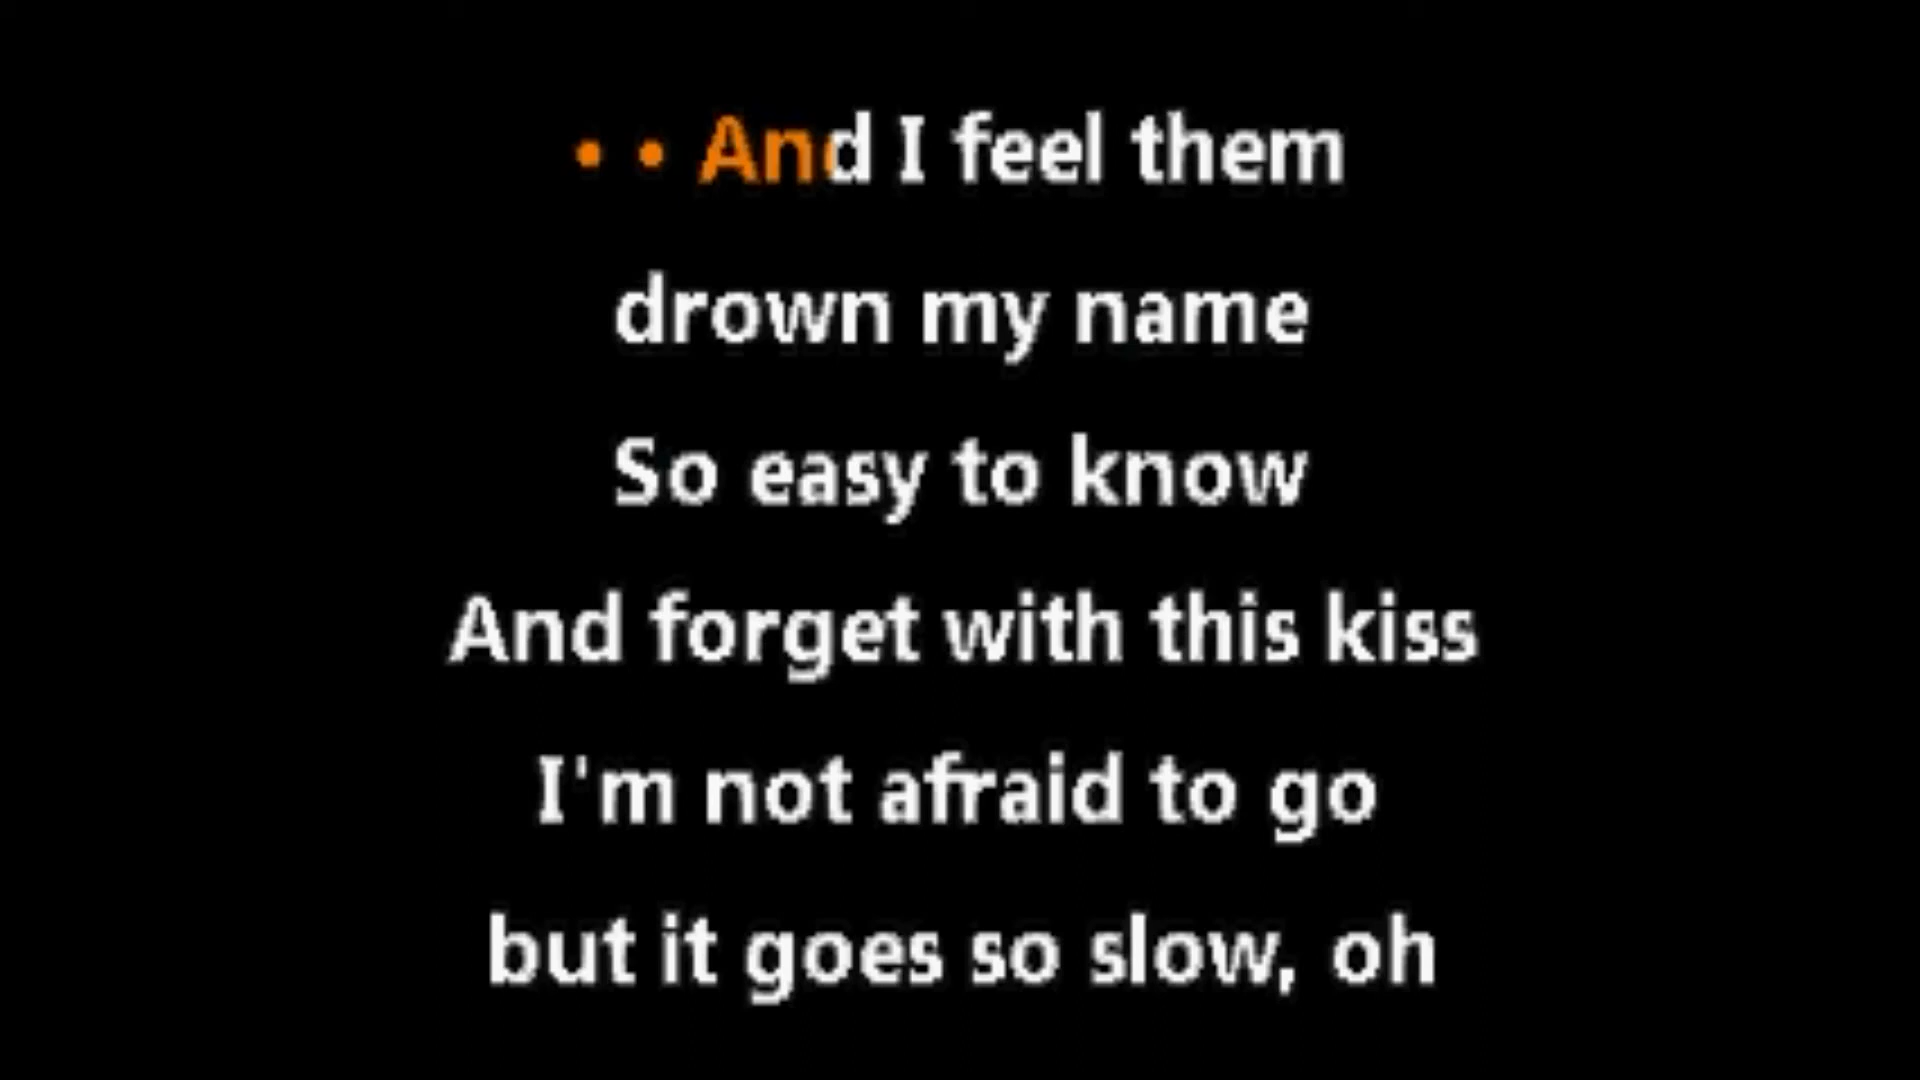 • • And I feel them
drown my name
So easy to know
And forget with this kiss
I'm not afraid to go
but it goes so slow, oh